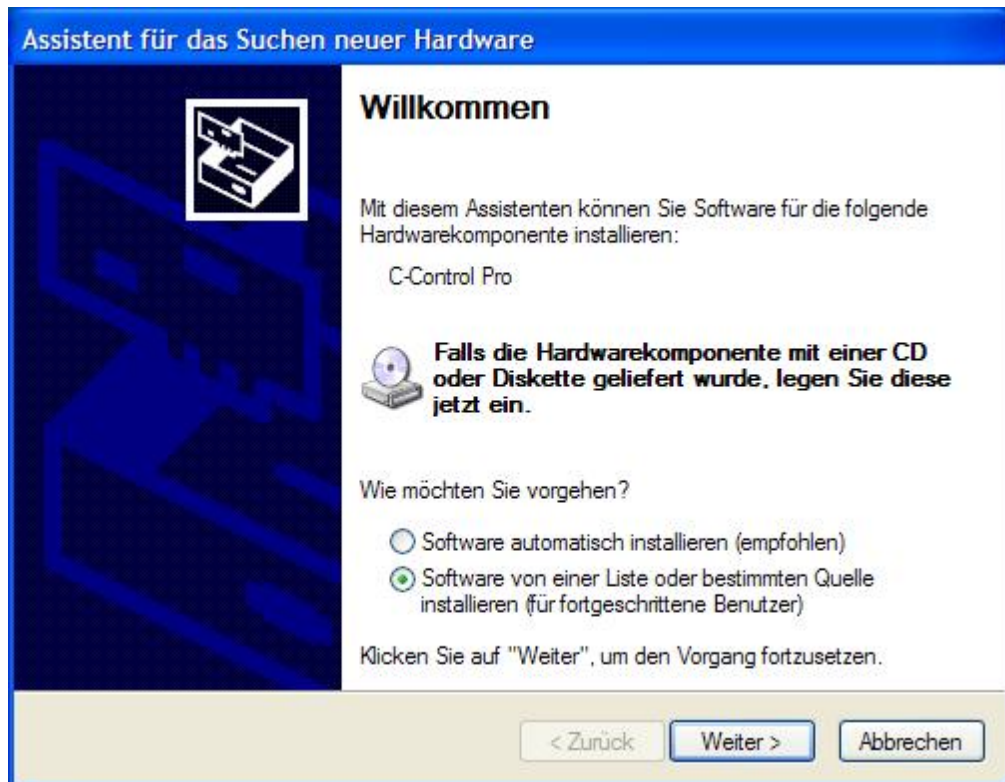 Assistent für das Suchen neuer Hardware
Willkommen
Mit diesem Assistenten können Sie Software für die folgende
Hardwarekomponente installieren:
C-Control Pro
Falls die Hardwarekomponente mit einer CD
oder Diskette geliefert wurde, legen Sie diese
jetzt ein.
Wie möchten Sie vorgehen?
Software automatisch installieren (empfohlen)
Software von einer Liste oder bestimmten Quelle
installieren (für fortgeschrittene Benutzer)
Klicken Sie auf "Weiter", um den Vorgang fortzusetzen.
< Zurück Weiter > Abbrechen